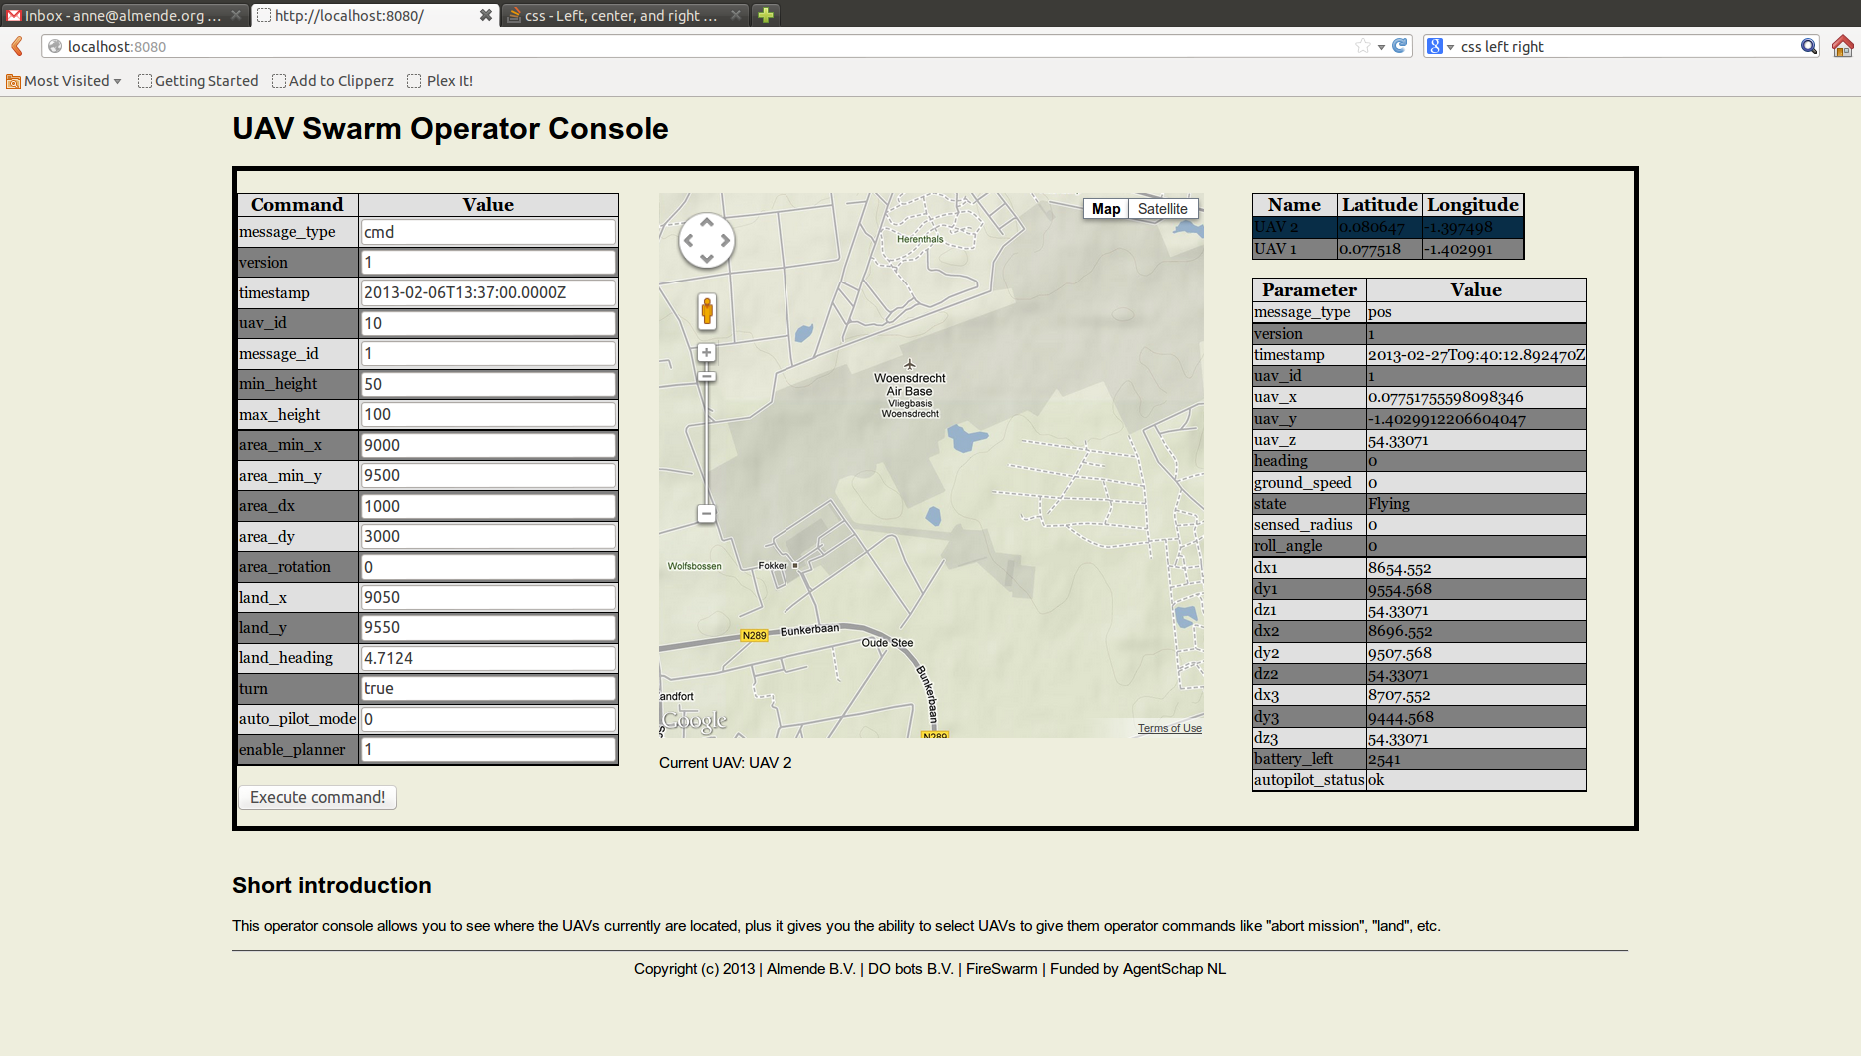 Inbox - anne@almende.org ...
http://localhost:8080/
css - Left, center, and right ...
localhost:8080
css left right
Most Visited
Getting Started
Add to Clipperz
Plex It!
UAV Swarm Operator Console
Command Value
message_type cmd
version 1
timestamp 2013-02-06T13:37:00.0000Z
uav_id 10
message_id 1
min_height 50
max_height 100
area_min_x 9000
area_min_y 9500
area_dx 1000
area_dy 3000
area_rotation 0
land_x 9050
land_y 9550
land_heading 4.7124
turn true
auto_pilot_mode 0
enable_planner 1
Execute command!
Map Satellite
Herenthals
Woensdrecht
Air Base
Vliegbasis
Woensdrecht
Wolfsbossen
Fokker
N289
Bunkerbaan
Oude Stee
Bunkerbaan
andfort
Google
N289
Terms of Use
Current UAV: UAV 2
Name Latitude Longitude
UAV 2 0.080647 -1.397498
UAV 1 0.077518 -1.402991
Parameter Value
message_type pos
version 1
timestamp 2013-02-27T09:40:12.892470Z
uav_id 1
uav_x 0.07751755598098346
uav_y -1.4029912206604047
uav_z 54.33071
heading 0
ground_speed 0
state Flying
sensed_radius 0
roll_angle 0
dx1 8654.552
dy1 9554.568
dz1 54.33071
dx2 8696.552
dy2 9507.568
dz2 54.33071
dx3 8707.552
dy3 9444.568
dz3 54.33071
battery_left 2541
autopilot_status ok
Short introduction
This operator console allows you to see where the UAVs currently are located, plus it gives you the ability to select UAVs to give them operator commands like "abort mission", "land", etc.
Copyright (c) 2013 | Almende B.V. | DO bots B.V. | FireSwarm | Funded by AgentSchap NL